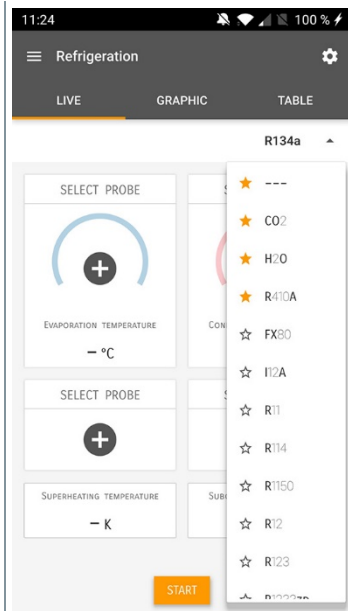 11:24 100 %
Refrigeration
LIVE GRAPHIC TABLE
R134a
SELECT PROBE
---
CO2
H2O
R410A
EVAPORATION TEMPERATURE
– °C
FX80
SELECT PROBE
I12A
R11
R114
R1150
SUPERHEATING TEMPERATURE
– K
R12
R123
START